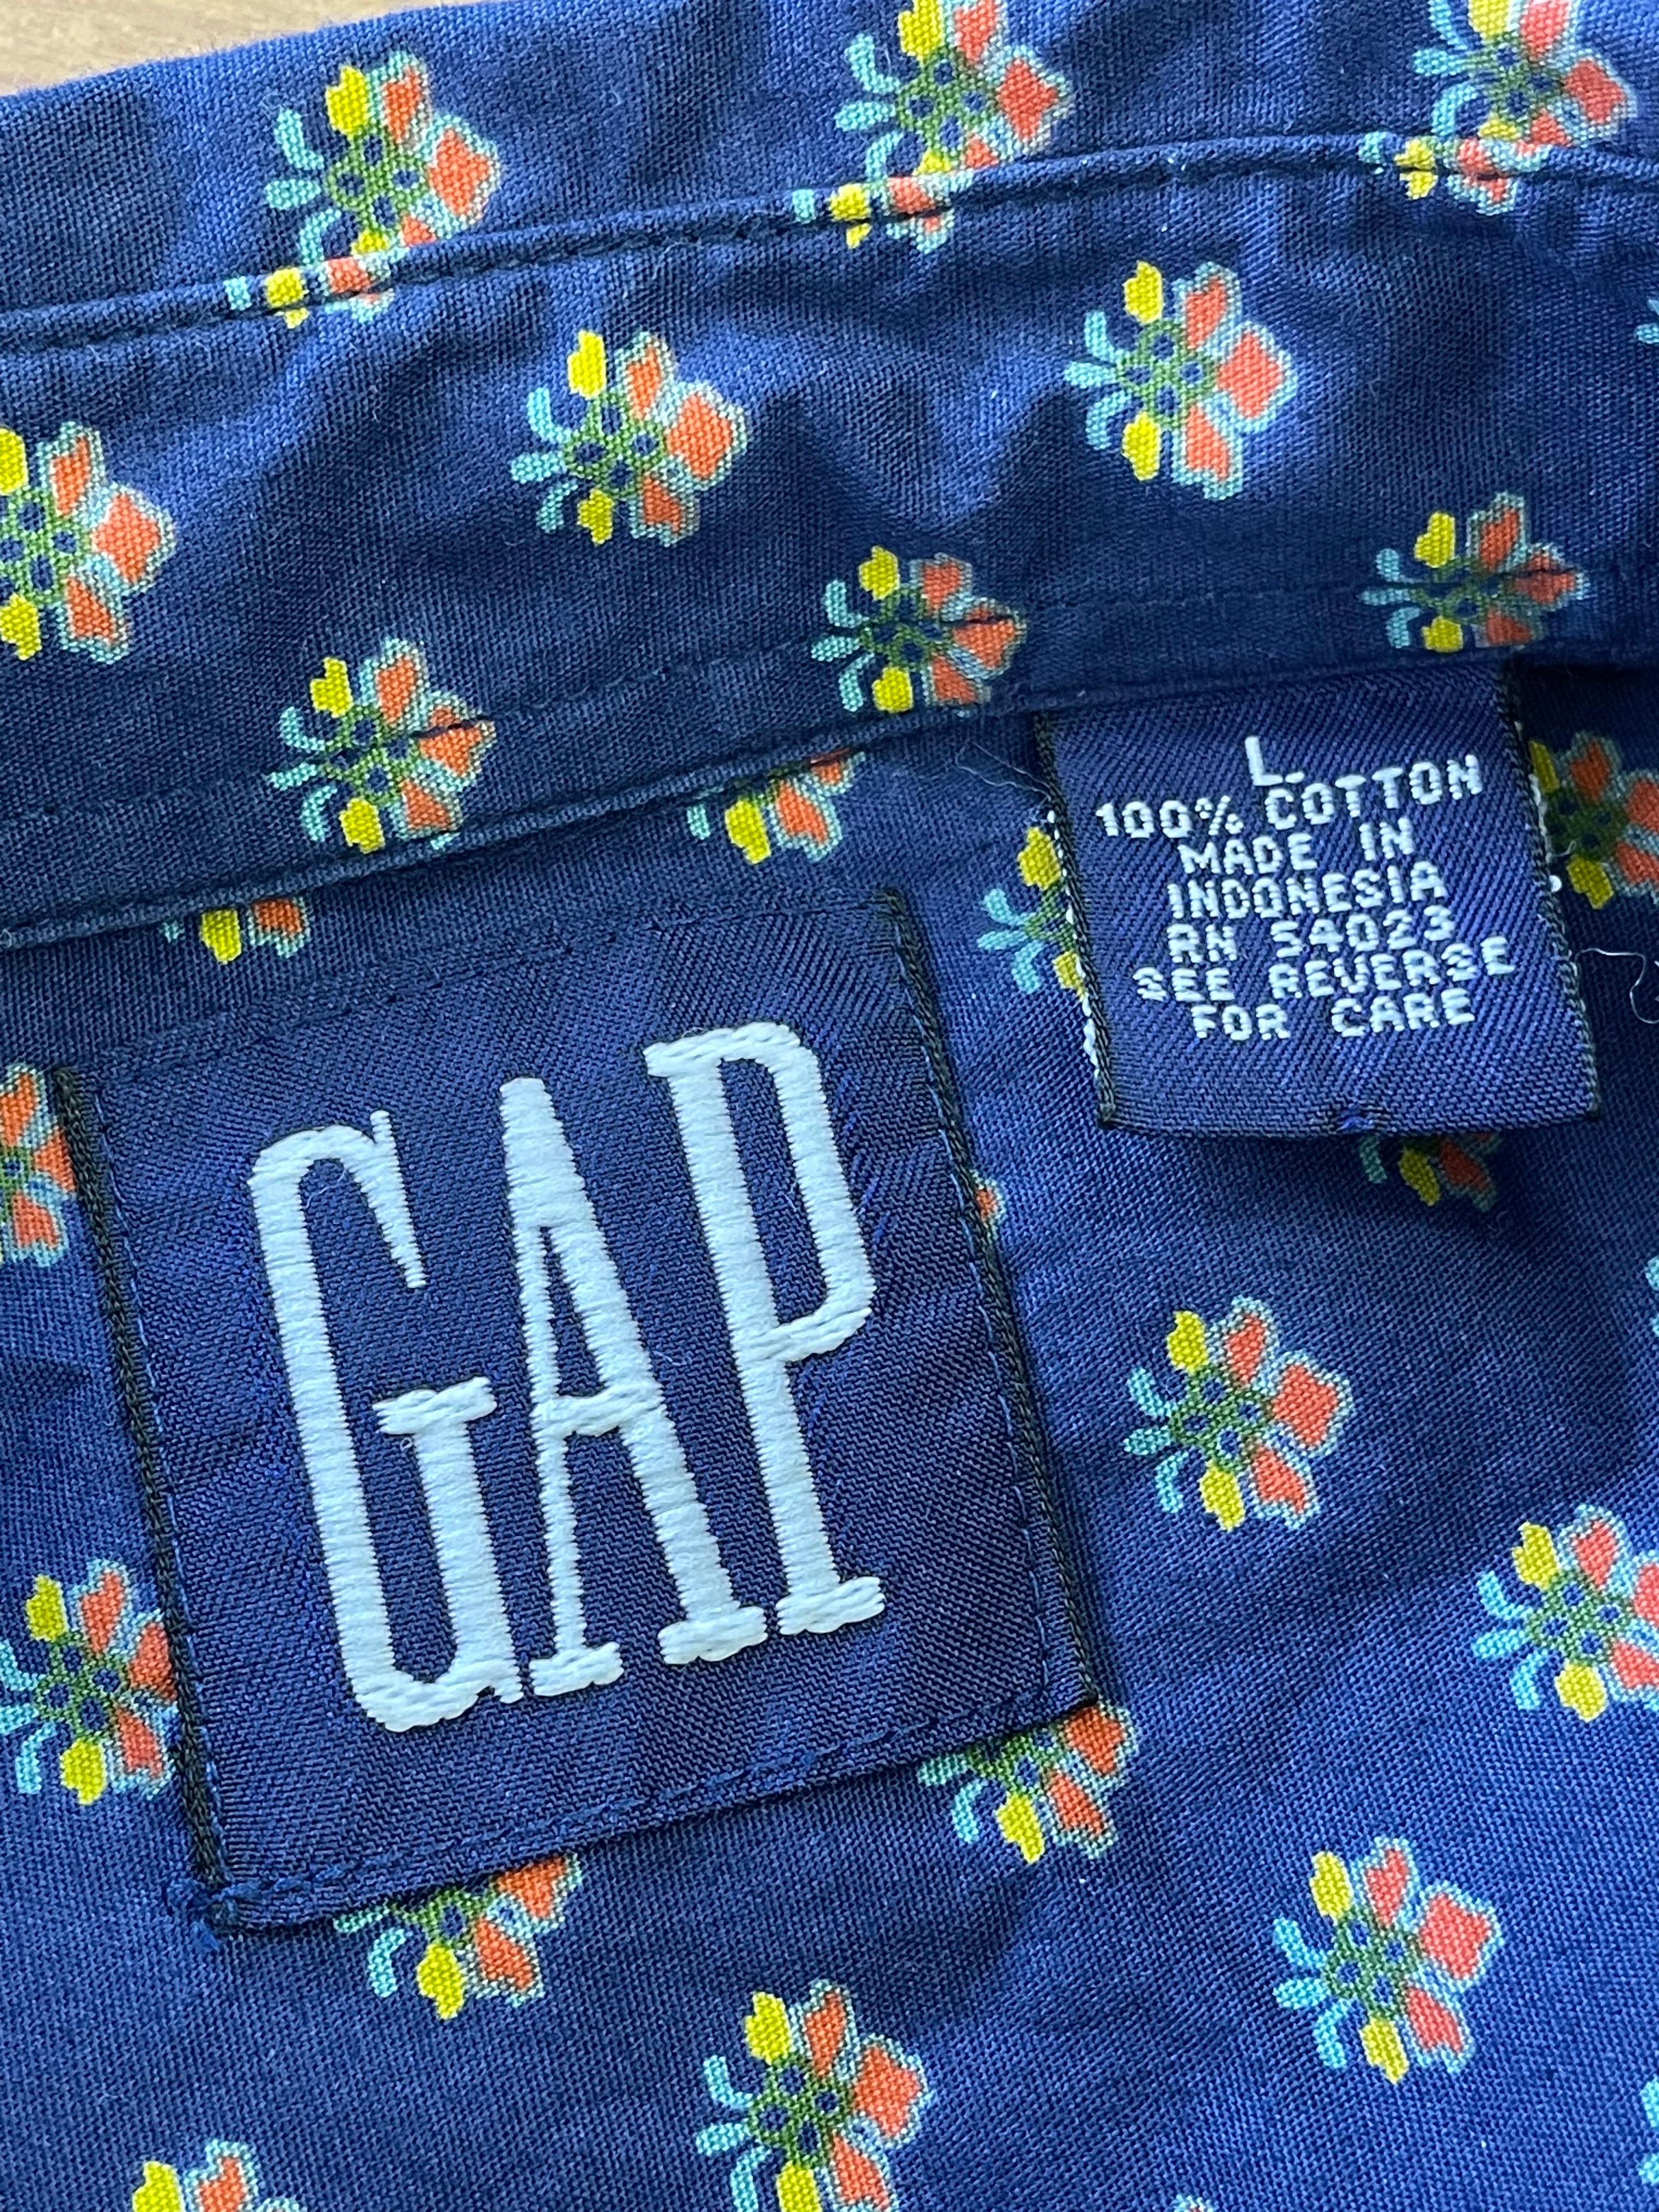 GAP
L.
100% COTTON
MADE IN
INDONESIA
RN 54023
SEE REVERSE
FOR CARE